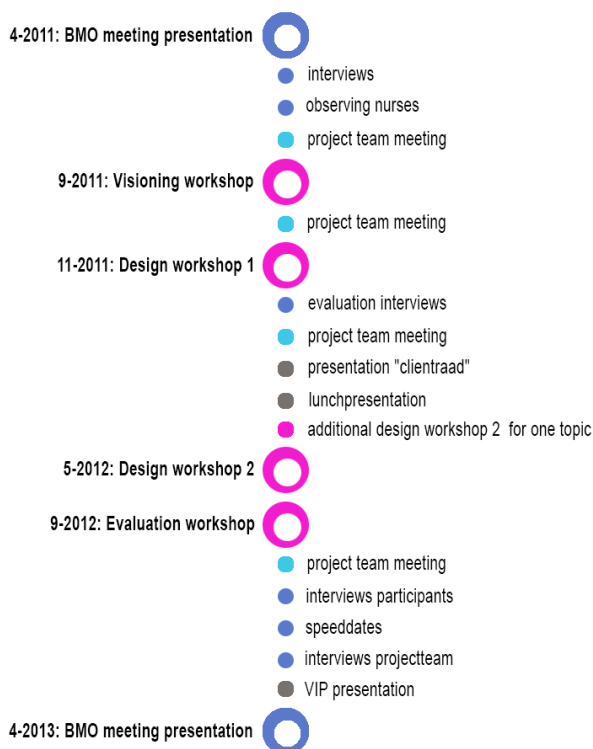 4-2011: BMO meeting presentation
interviews
observing nurses
project team meeting
9-2011: Visioning workshop
project team meeting
11-2011: Design workshop 1
evaluation interviews
project team meeting
presentation "clientraad"
lunchpresentation
additional design workshop 2 for one topic
5-2012: Design workshop 2
9-2012: Evaluation workshop
project team meeting
interviews participants
speeddates
interviews projectteam
VIP presentation
4-2013: BMO meeting presentation